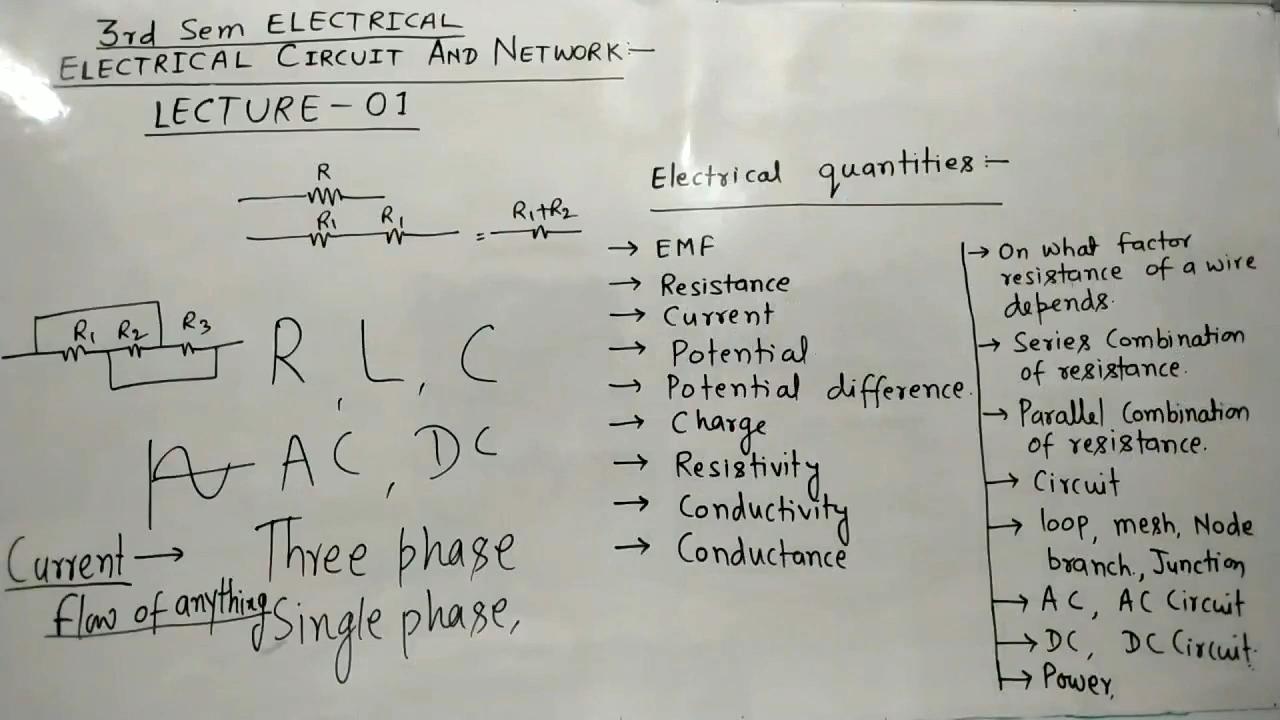 3rd Sem ELECTRICAL
ELECTRICAL CIRCUIT AND NETWORK:-
LECTURE - 01
R
R1 R1 = R1+R2
R1 R2 R3
R, L, C
AC, DC
Current → Three phase
flow of anything Single phase,
Electrical quantities:-
→ EMF
→ Resistance
→ Current
→ Potential
→ Potential difference.
→ Charge
→ Resistivity
→ Conductivity
→ Conductance
→ On what factor
resistance of a wire
depends.
→ Series Combination
of resistance.
→ Parallel Combination
of resistance.
→ Circuit
→ loop, mesh, Node
branch., Junction
→ AC, AC Circuit
→ DC, DC Circuit.
→ Power,